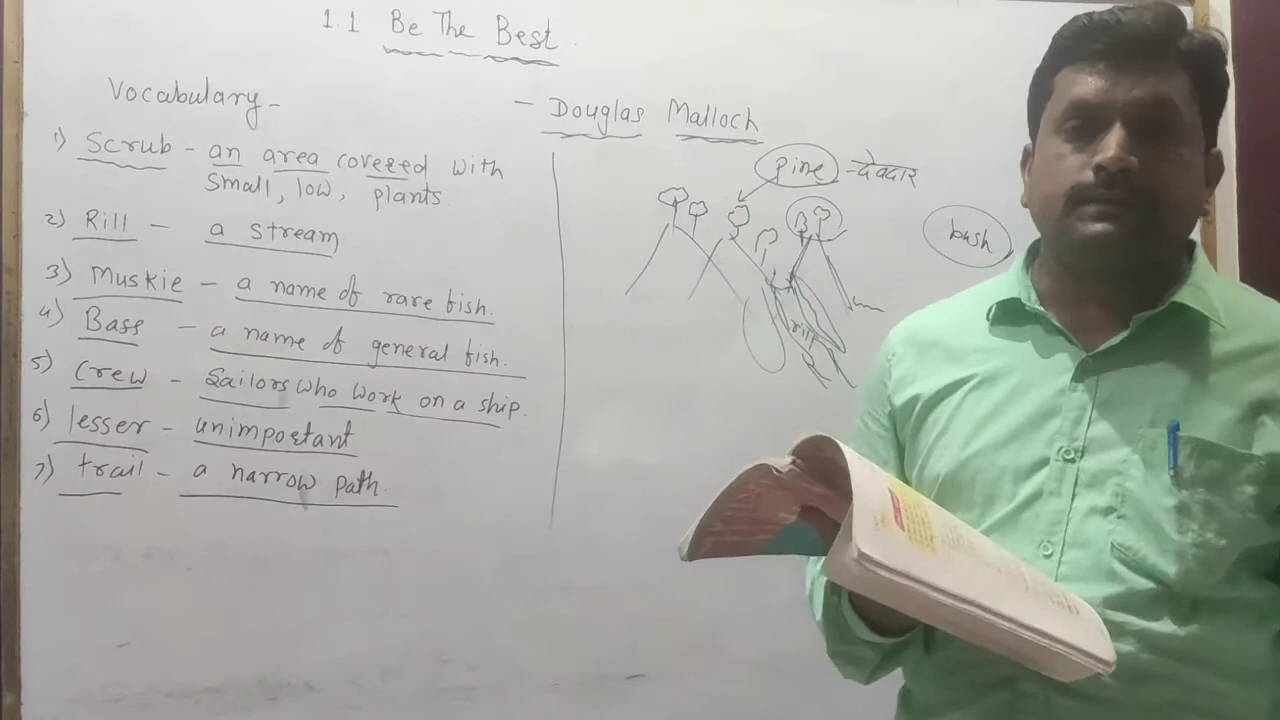 1.1 Be The Best.
Vocabulary -
- Douglas Malloch
1) Scrub - an area covered with
small, low, plants.
2) Rill - a stream
3) Muskie - a name of rare fish.
4) Bass - a name of general fish.
5) Crew - Sailors who work on a ship.
6) lesser - unimportant
7) trail - a narrow path.
pine - देवदार
bush
rill